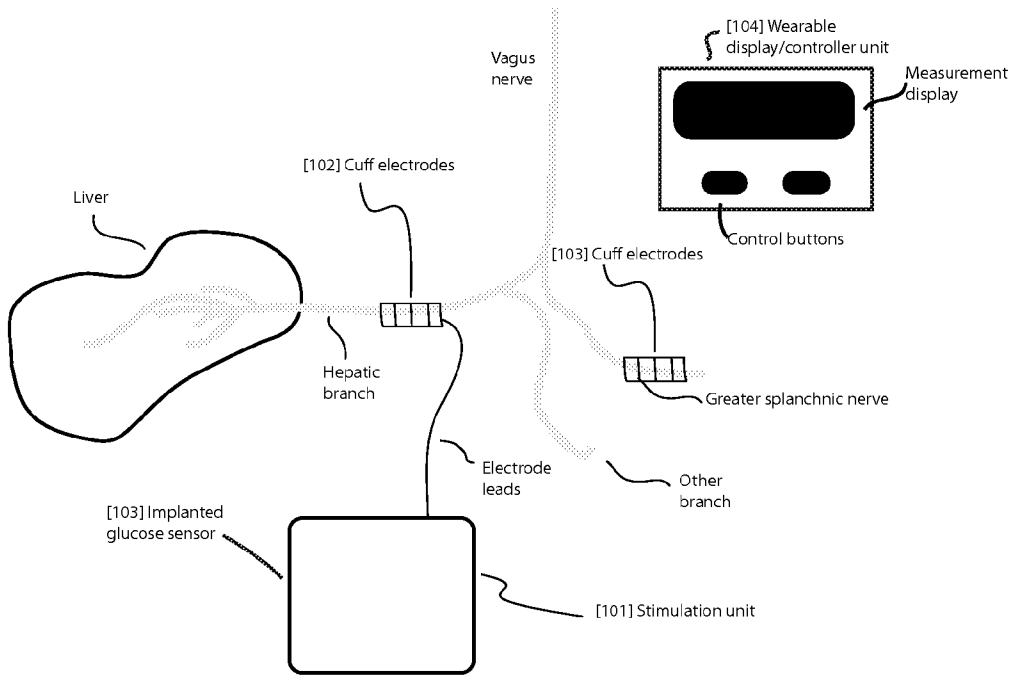 [104] Wearable
display/controller unit
Vagus
nerve
Measurement
display
[102] Cuff electrodes
Liver
Control buttons
[103] Cuff electrodes
Hepatic
branch
Greater splanchnic nerve
Electrode
leads
Other
branch
[103] Implanted
glucose sensor
[101] Stimulation unit